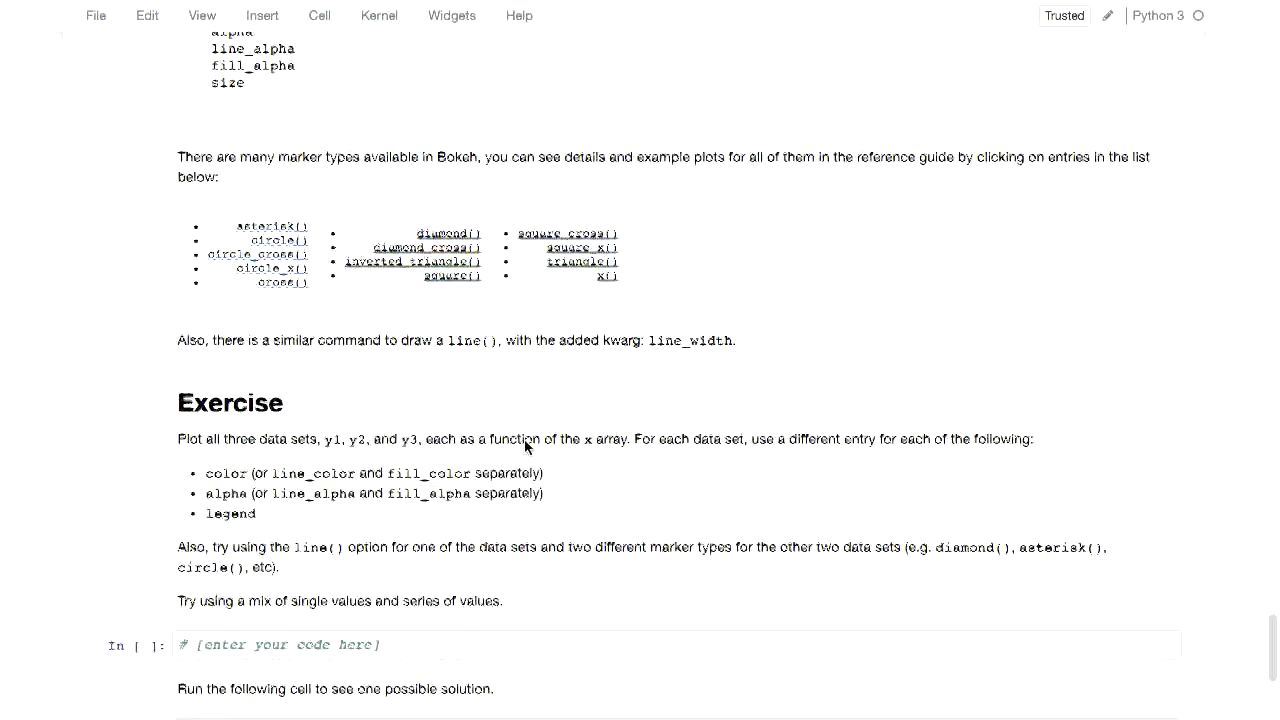 File Edit View Insert Cell Kernel Widgets Help Trusted Python 3
alpha
line_alpha
fill_alpha
size
There are many marker types available in Bokeh, you can see details and example plots for all of them in the reference guide by clicking on entries in the list
below:
• asterisk()
• circle()
• circle_cross()
• circle_x()
• cross()
• diamond()
• diamond_cross()
• inverted_triangle()
• square()
• square_cross()
• square_x()
• triangle()
• x()
Also, there is a similar command to draw a line(), with the added kwarg: line_width.
Exercise
Plot all three data sets, y1, y2, and y3, each as a function of the x array. For each data set, use a different entry for each of the following:
• color (or line_color and fill_color separately)
• alpha (or line_alpha and fill_alpha separately)
• legend
Also, try using the line() option for one of the data sets and two different marker types for the other two data sets (e.g. diamond(), asterisk(),
circle(), etc).
Try using a mix of single values and series of values.
In [ ]: # [enter your code here]
Run the following cell to see one possible solution.